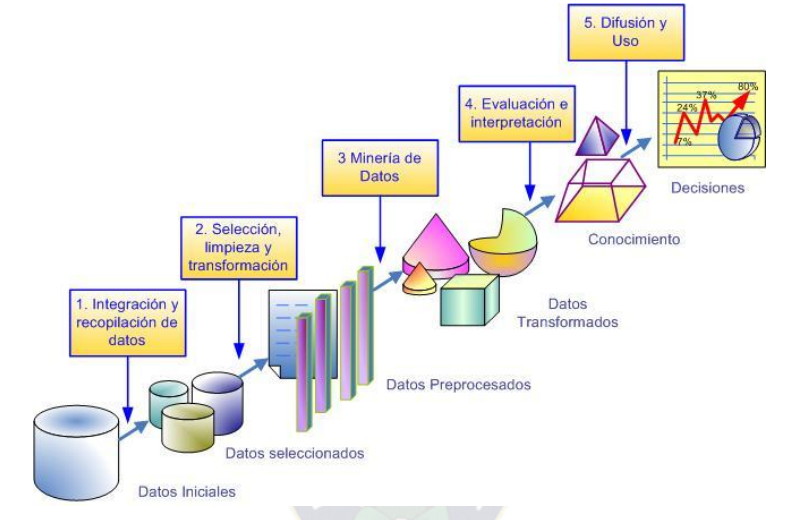 1. Integración y
recopilación de
datos
2. Selección,
limpieza y
transformación
3 Minería de
Datos
4. Evaluación e
interpretación
5. Difusión y
Uso
80%
37%
24%
7%
Decisiones
Conocimiento
Datos
Transformados
Datos Preprocesados
Datos seleccionados
Datos Iniciales